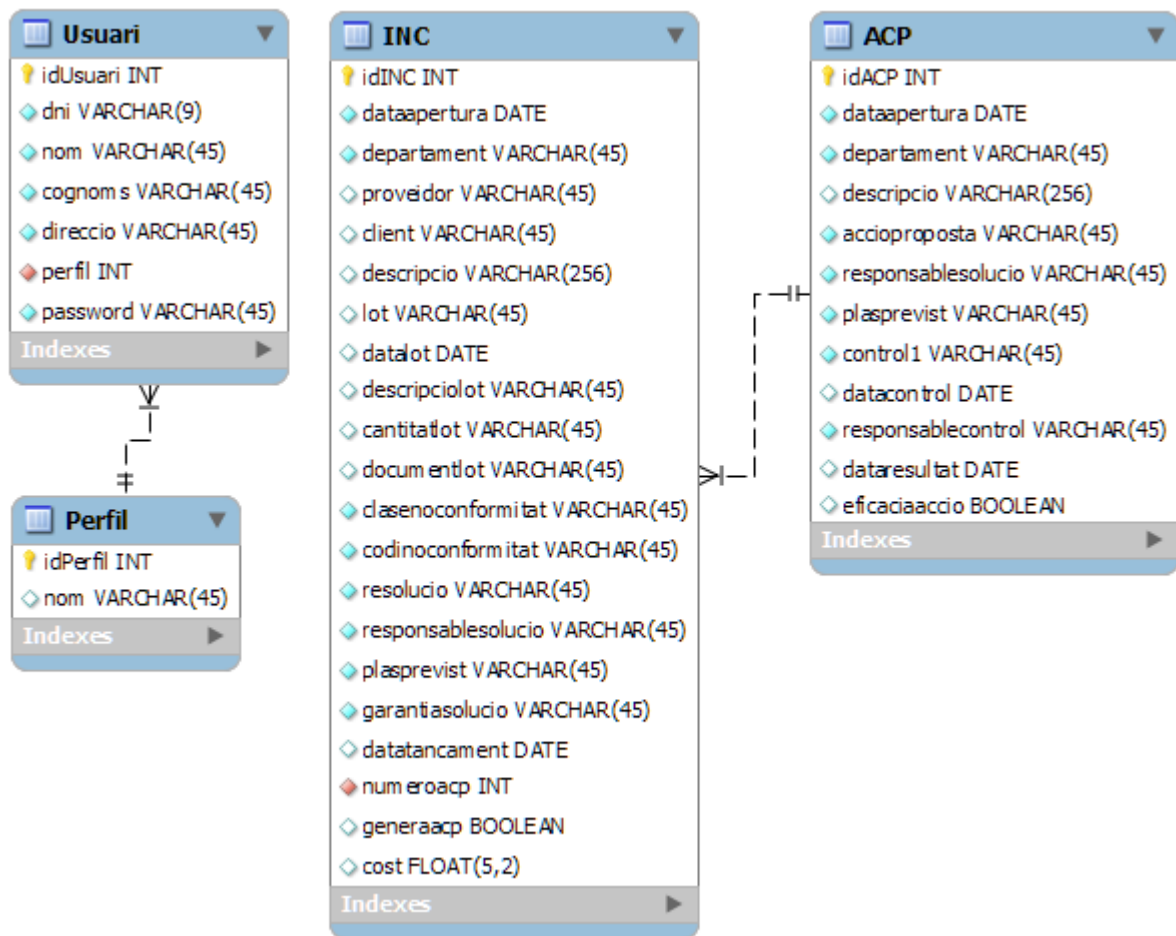 Usuari
idUsuari INT
dni VARCHAR(9)
nom VARCHAR(45)
cognoms VARCHAR(45)
direccio VARCHAR(45)
perfil INT
password VARCHAR(45)
Indexes
Perfil
idPerfil INT
nom VARCHAR(45)
Indexes
INC
idINC INT
dataapertura DATE
departament VARCHAR(45)
proveidor VARCHAR(45)
client VARCHAR(45)
descripcio VARCHAR(256)
lot VARCHAR(45)
datalot DATE
descripciolot VARCHAR(45)
cantitatlot VARCHAR(45)
documentlot VARCHAR(45)
clasenoconformitat VARCHAR(45)
codinoconformitat VARCHAR(45)
resolucio VARCHAR(45)
responsablesolucio VARCHAR(45)
plasprevist VARCHAR(45)
garantiasolucio VARCHAR(45)
datatancament DATE
numeroacp INT
generaacp BOOLEAN
cost FLOAT(5,2)
Indexes
ACP
idACP INT
dataapertura DATE
departament VARCHAR(45)
descripcio VARCHAR(256)
accioproposta VARCHAR(45)
responsablesolucio VARCHAR(45)
plasprevist VARCHAR(45)
control1 VARCHAR(45)
datacontrol DATE
responsablecontrol VARCHAR(45)
dataresultat DATE
eficaciaaccio BOOLEAN
Indexes